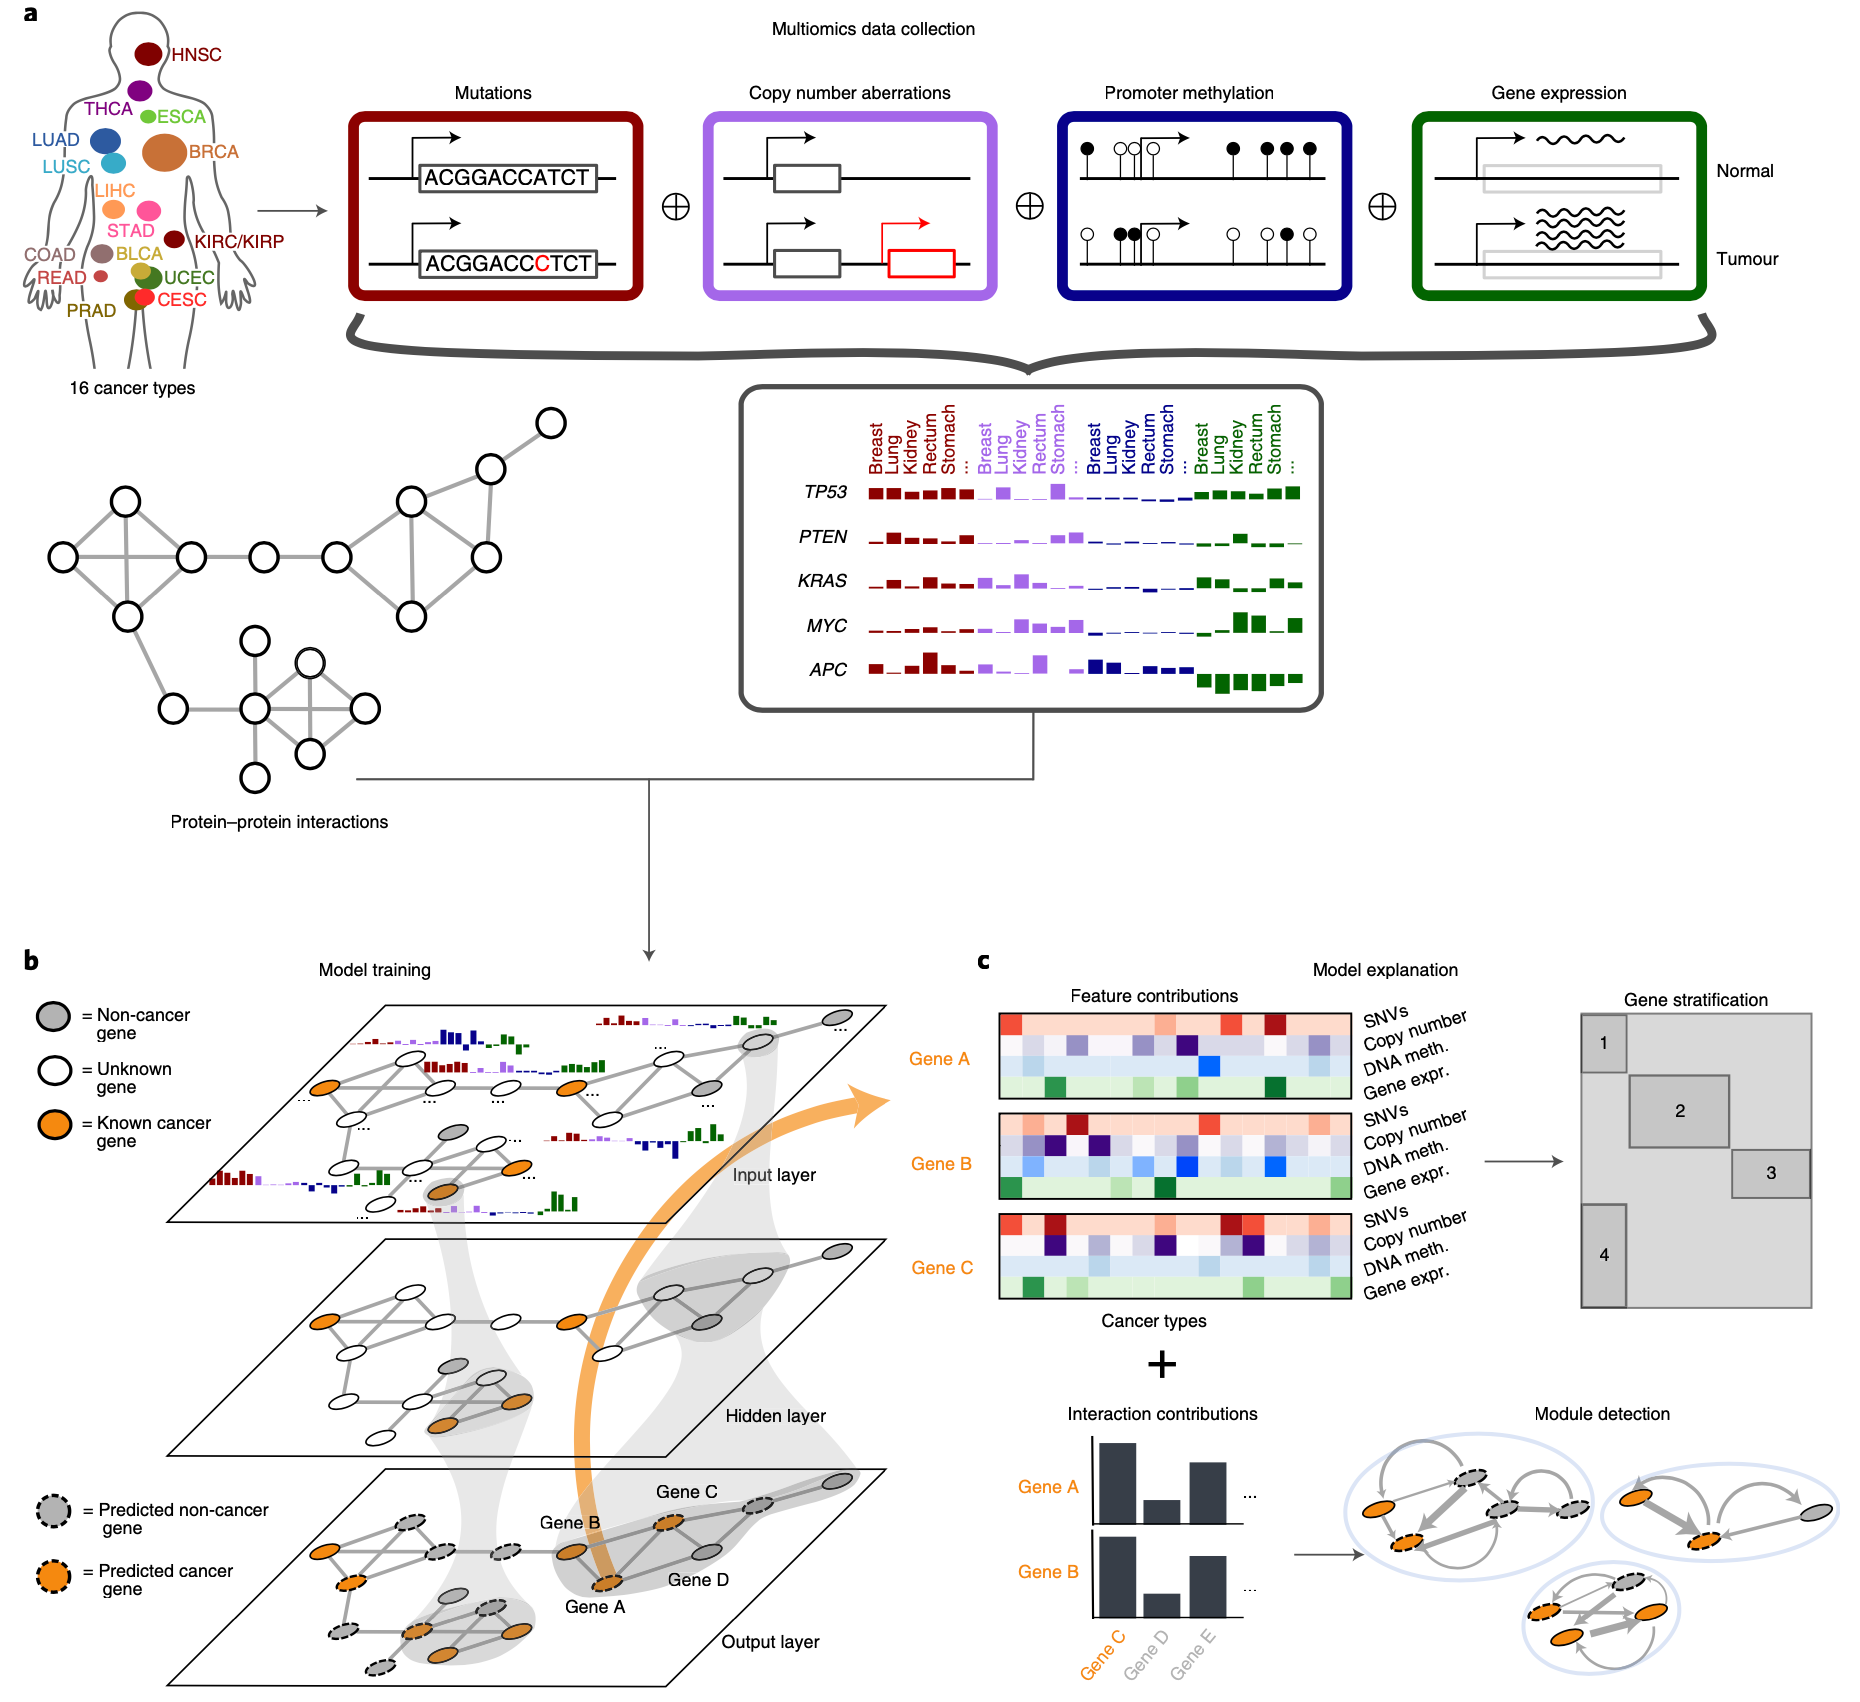 a
Multiomics data collection
HNSC
THCA
ESCA
LUAD
BRCA
LUSC
LIHC
STAD
KIRC/KIRP
COAD
BLCA
READ
UCEC
CESC
PRAD
16 cancer types
Mutations
Copy number aberrations
Promoter methylation
Gene expression
ACGGACCATCT
ACGGACCCTCT
Normal
Tumour
Breast
Lung
Kidney
Rectum
Stomach
...
Breast
Lung
Kidney
Rectum
Stomach
...
Breast
Lung
Kidney
Rectum
Stomach
...
Breast
Lung
Kidney
Rectum
Stomach
...
TP53
PTEN
KRAS
MYC
APC
Protein–protein interactions
b
Model training
= Non-cancer
gene
= Unknown
gene
= Known cancer
gene
...
...
...
...
...
...
...
...
...
...
...
Input layer
Hidden layer
= Predicted non-cancer
gene
= Predicted cancer
gene
Gene C
Gene B
Gene D
Gene A
Output layer
c
Model explanation
Feature contributions
Gene A
SNVs
Copy number
DNA meth.
Gene expr.
Gene B
SNVs
Copy number
DNA meth.
Gene expr.
Gene C
SNVs
Copy number
DNA meth.
Gene expr.
Cancer types
+
Gene stratification
1
2
3
4
Interaction contributions
Gene A
...
Gene B
...
Gene C
Gene D
Gene E
Module detection